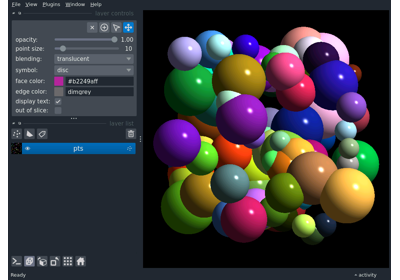 File View Plugins Window Help
layer controls
opacity: 1.00
point size: 10
blending: translucent
symbol: disc
face color: #b2249aff
edge color: dimgrey
display text: ✓
out of slice:
layer list
pts
Ready
activity